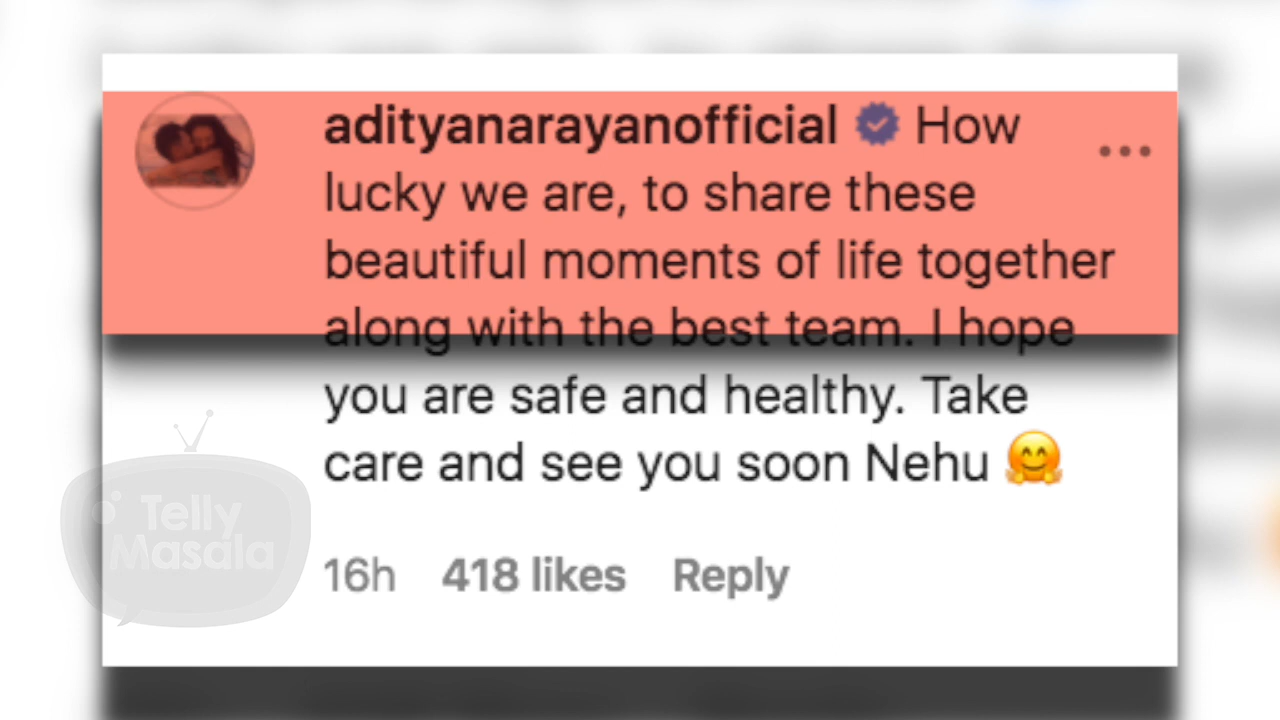 adityanarayanofficial How
lucky we are, to share these
beautiful moments of life together
along with the best team. I hope
you are safe and healthy. Take
care and see you soon Nehu 🤗
16h 418 likes Reply
Telly
Masala